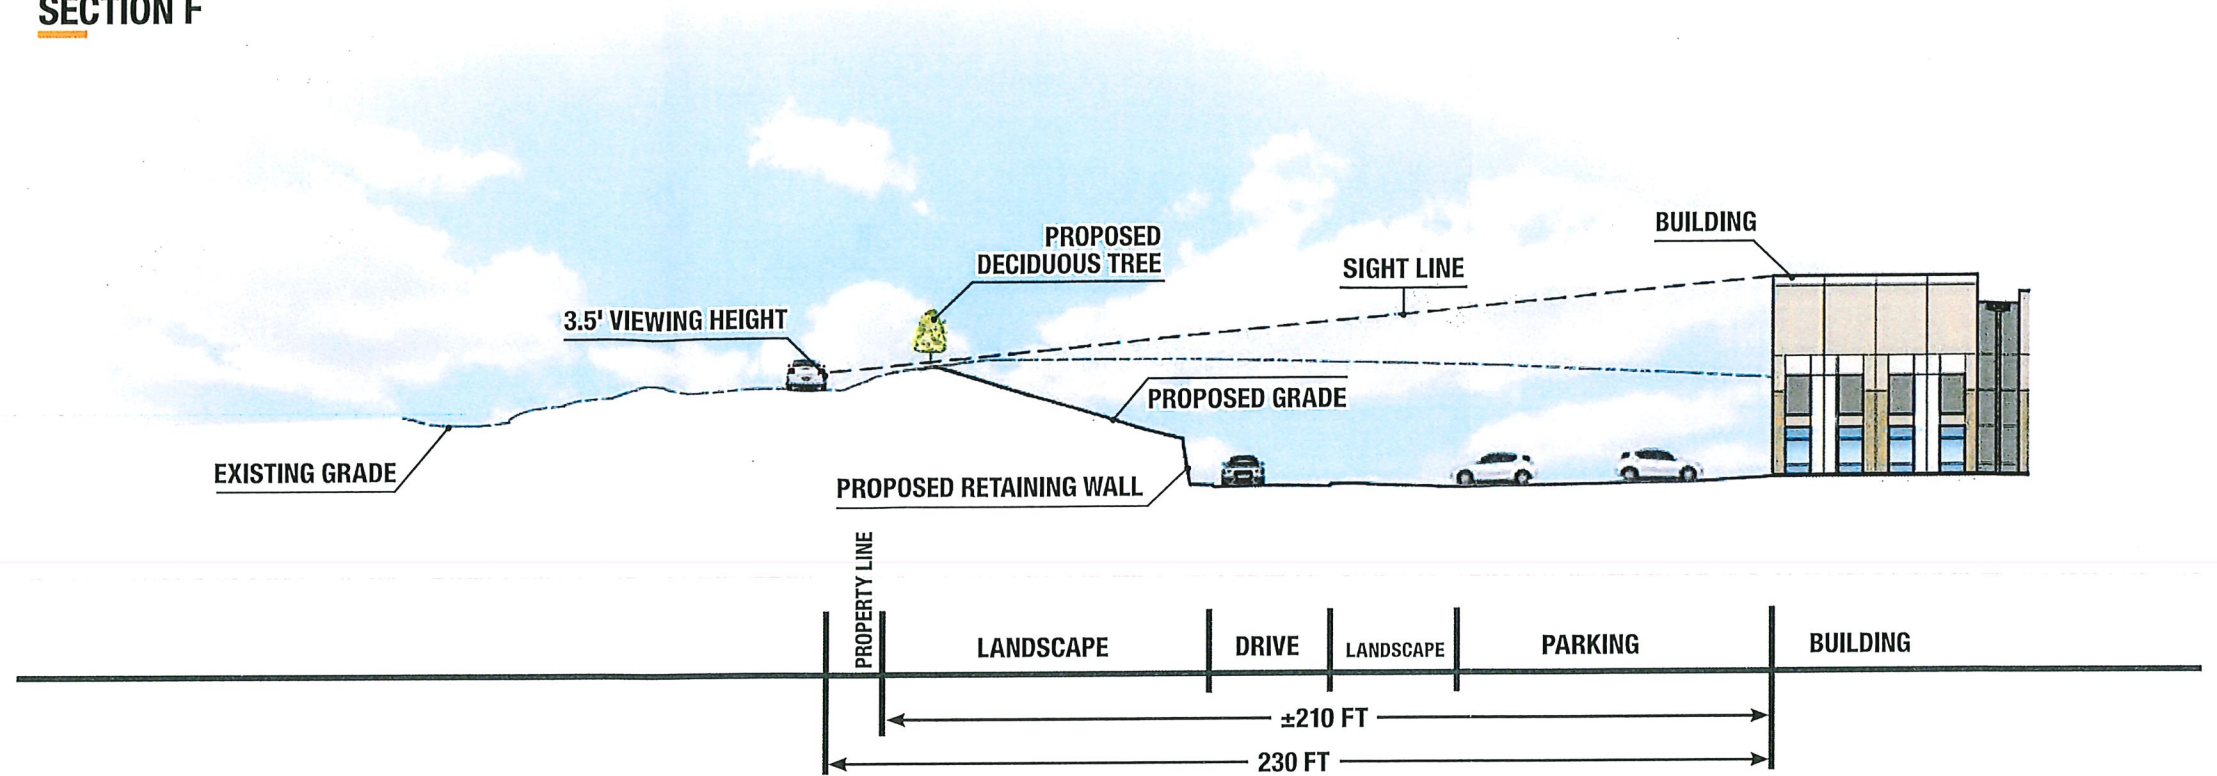 SECTION F
BUILDING
PROPOSED
DECIDUOUS TREE
SIGHT LINE
3.5' VIEWING HEIGHT
PROPOSED GRADE
EXISTING GRADE
PROPOSED RETAINING WALL
PROPERTY LINE
LANDSCAPE
DRIVE
LANDSCAPE
PARKING
BUILDING
±210 FT
230 FT